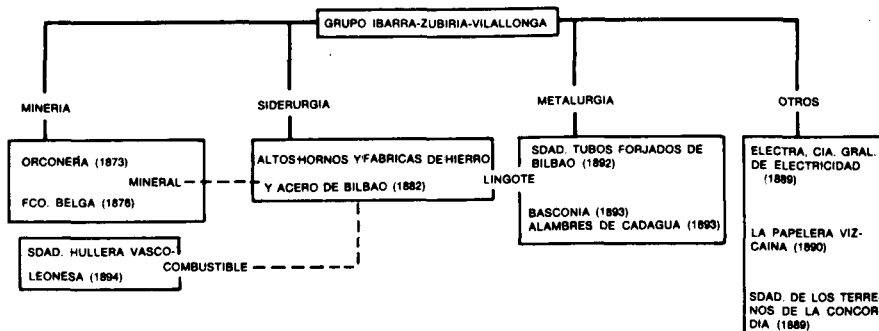 GRUPO IBARRA-ZUBIRIA-VILALLONGA
MINERIA
SIDERURGIA
METALURGIA
OTROS
ORCONERA (1873)
MINERAL
FCO. BELGA (1876)
SDAD. HULLERA VASCO-
LEONESA (1894)
COMBUSTIBLE
ALTOS HORNOS Y FABRICAS DE HIERRO
Y ACERO DE BILBAO (1882)
LINGOTE
SDAD. TUBOS FORJADOS DE
BILBAO (1892)
BASCONIA (1893)
ALAMBRES DE CADAGUA (1893)
ELECTRA, CIA. GRAL.
DE ELECTRICIDAD
(1889)
LA PAPELERA VIZ-
CAINA (1890)
SDAD. DE LOS TERRE-
NOS DE LA CONCOR-
DIA (1889)